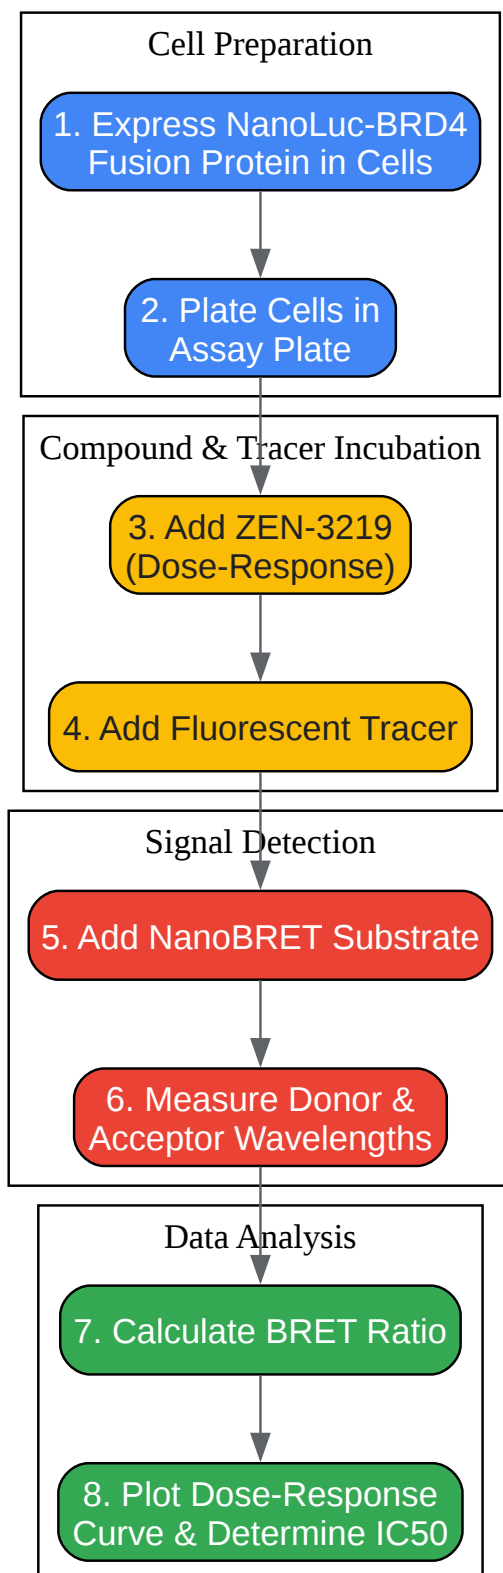 Cell Preparation
1. Express NanoLuc-BRD4
Fusion Protein in Cells
2. Plate Cells in
Assay Plate
Compound & Tracer Incubation
3. Add ZEN-3219
(Dose-Response)
4. Add Fluorescent Tracer
Signal Detection
5. Add NanoBRET Substrate
6. Measure Donor &
Acceptor Wavelengths
Data Analysis
7. Calculate BRET Ratio
8. Plot Dose-Response
Curve & Determine IC50